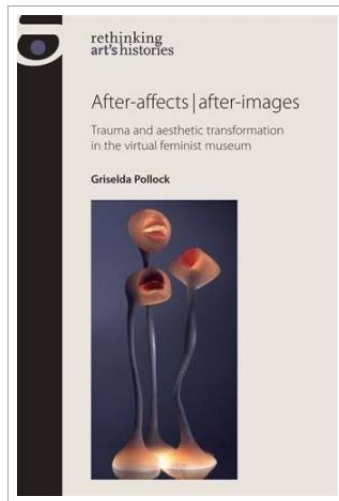 rethinking
art's histories
After-affects | after-images
Trauma and aesthetic transformation
in the virtual feminist museum
Griselda Pollock